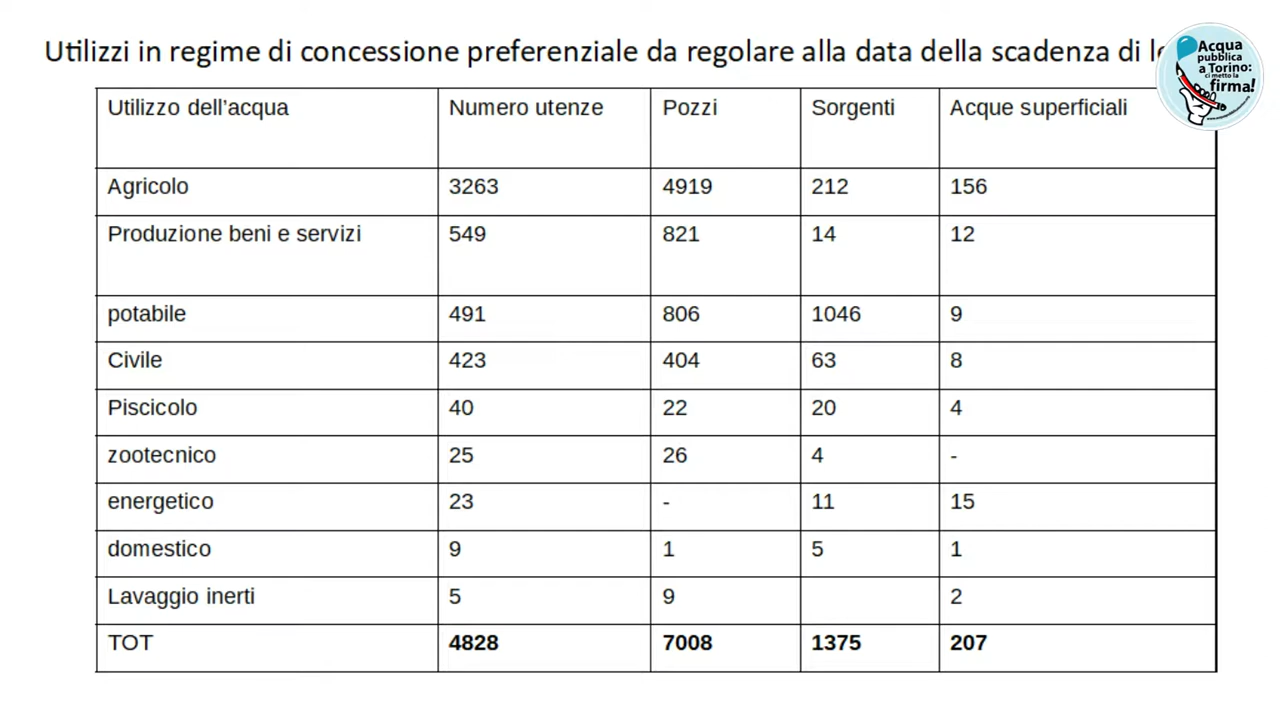 Utilizzi in regime di concessione preferenziale da regolare alla data della scadenza di
Acqua
pubblica
a Torino:
ci metto la
firma!
Utilizzo dell'acqua Numero utenze Pozzi Sorgenti Acque superficiali
Agricolo 3263 4919 212 156
Produzione beni e servizi 549 821 14 12
potabile 491 806 1046 9
Civile 423 404 63 8
Piscicolo 40 22 20 4
zootecnico 25 26 4 -
energetico 23 - 11 15
domestico 9 1 5 1
Lavaggio inerti 5 9 2
TOT 4828 7008 1375 207